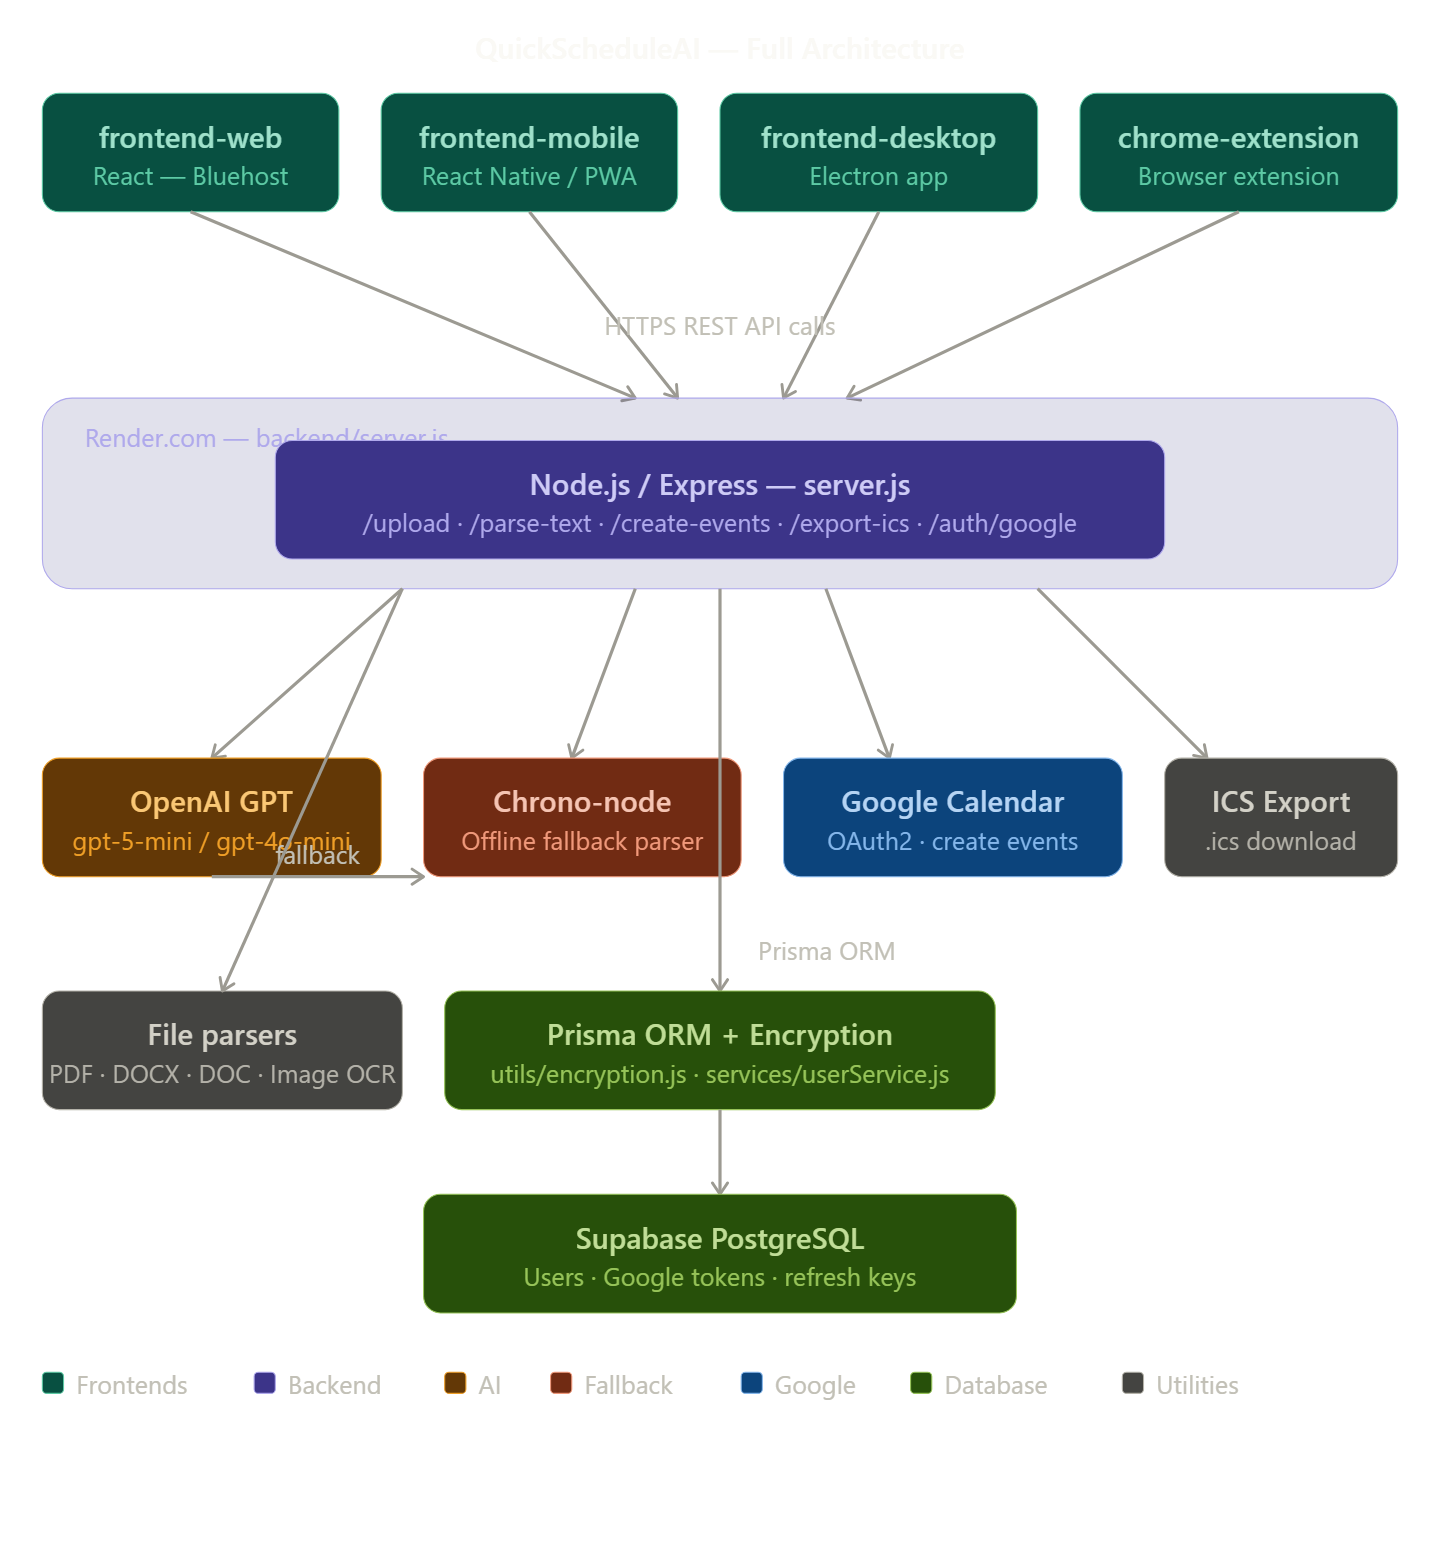 QuickScheduleAI — Full Architecture
frontend-web
React — Bluehost
frontend-mobile
React Native / PWA
frontend-desktop
Electron app
chrome-extension
Browser extension
HTTPS REST API calls
Render.com — backend/server.js
Node.js / Express — server.js
/upload · /parse-text · /create-events · /export-ics · /auth/google
OpenAI GPT
gpt-5-mini / gpt-4o-mini
fallback
Chrono-node
Offline fallback parser
Google Calendar
OAuth2 · create events
ICS Export
.ics download
Prisma ORM
File parsers
PDF · DOCX · DOC · Image OCR
Prisma ORM + Encryption
utils/encryption.js · services/userService.js
Supabase PostgreSQL
Users · Google tokens · refresh keys
Frontends
Backend
AI
Fallback
Google
Database
Utilities